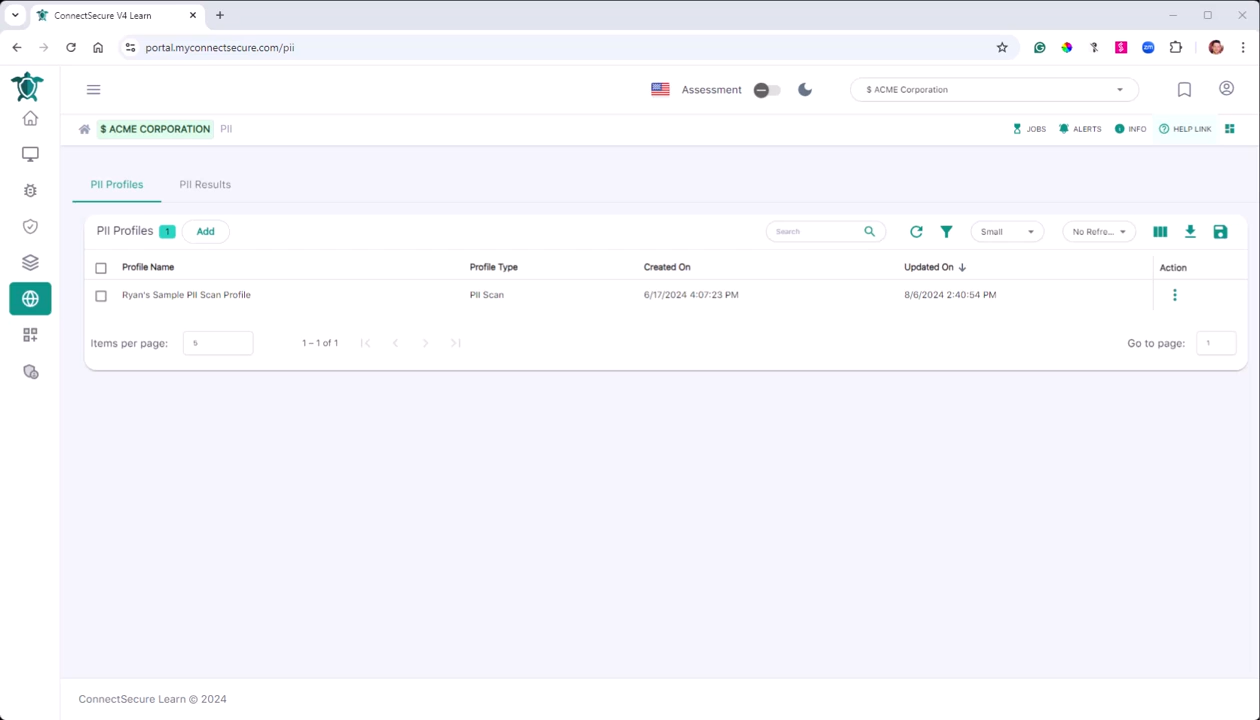 ConnectSecure V4 Learn
portal.myconnectsecure.com/pii
Assessment
$ ACME Corporation
$ ACME CORPORATION PII
JOBS ALERTS INFO HELP LINK
PII Profiles PII Results
PII Profiles 1 Add Search Small No Refre...
Profile Name Profile Type Created On Updated On Action
Ryan's Sample PII Scan Profile PII Scan 6/17/2024 4:07:23 PM 8/6/2024 2:40:54 PM
Items per page: 5 1 – 1 of 1 Go to page: 1
ConnectSecure Learn © 2024